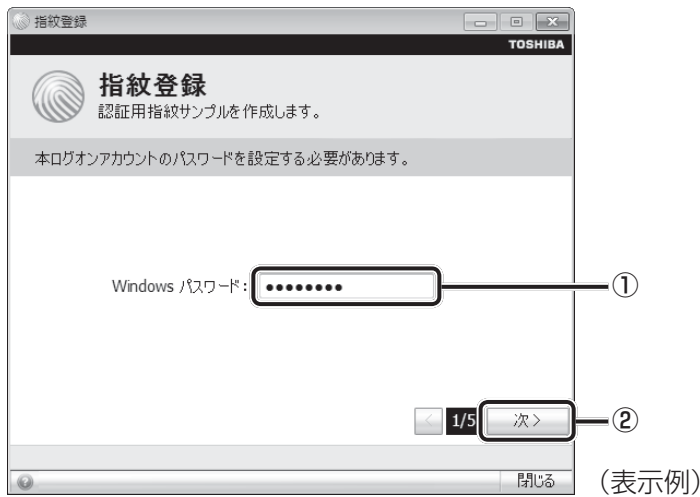 指紋登録
TOSHIBA
指紋登録
認証用指紋サンプルを作成します。
本ログオンアカウントのパスワードを設定する必要があります。
Windows パスワード: ●●●●●●●●
①
< 1/5 次 >
②
? 閉じる
（表示例）